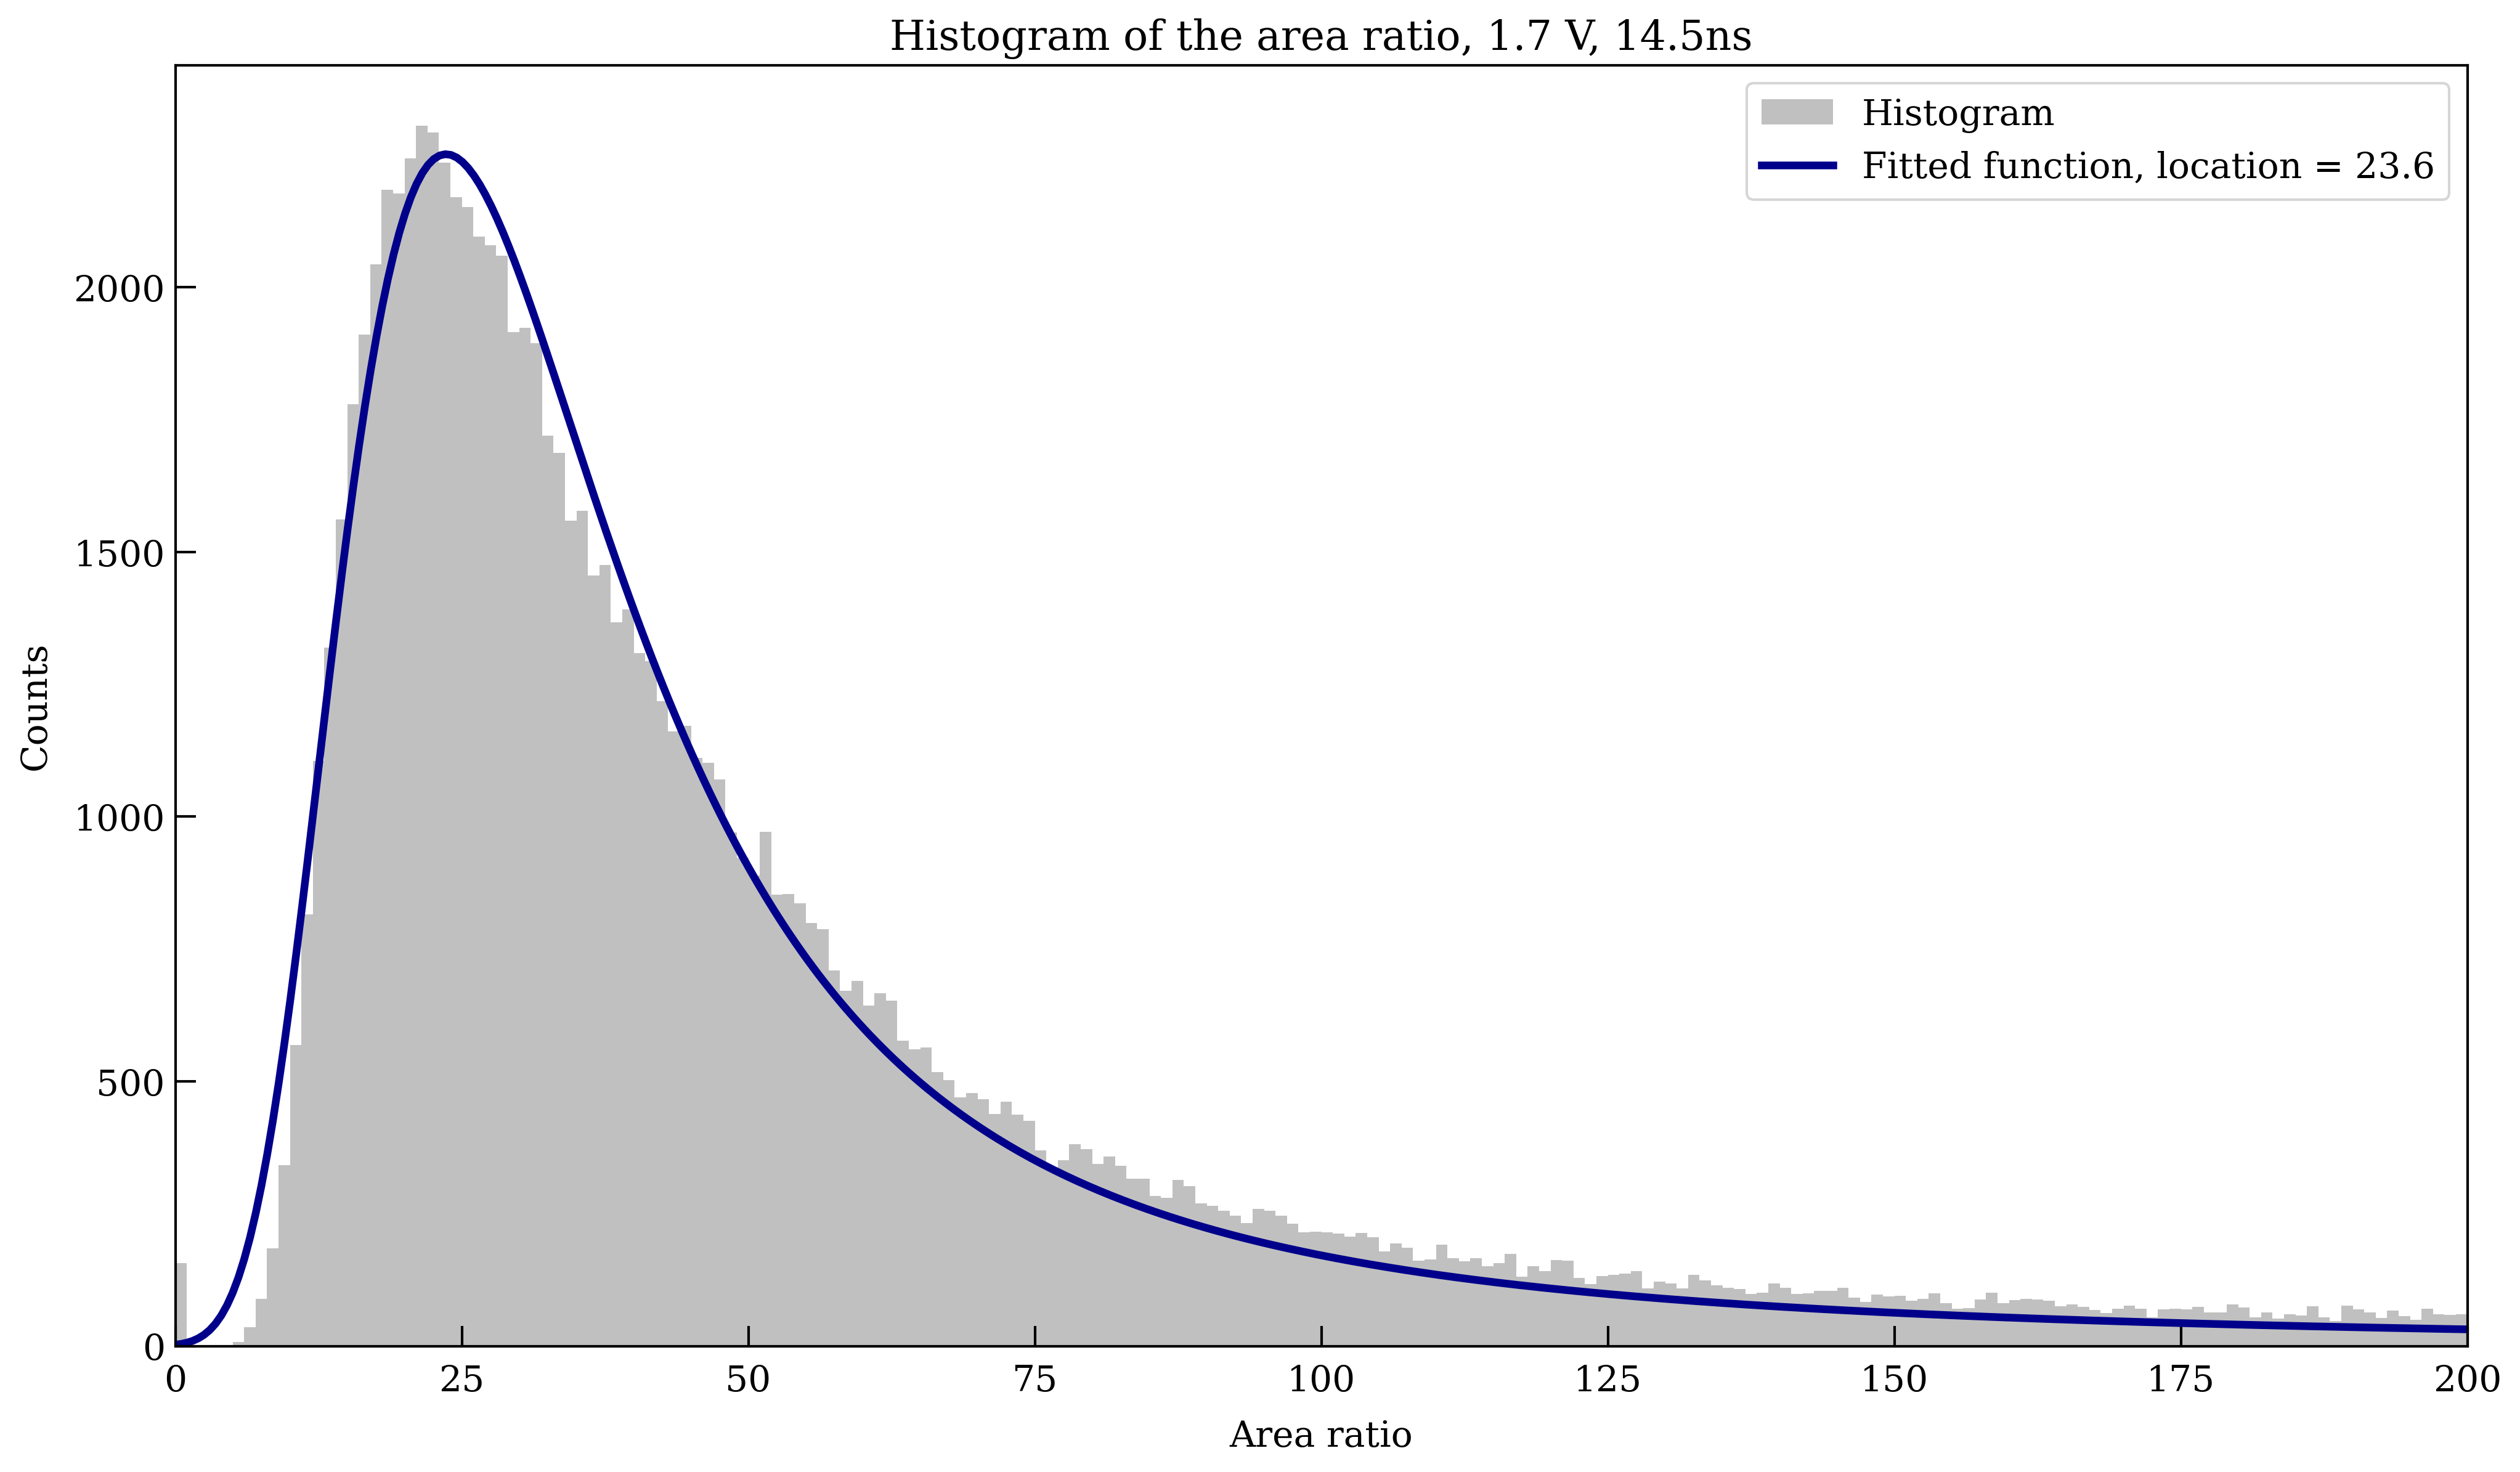 Histogram of the area ratio, 1.7 V, 14.5ns
Histogram
Fitted function, location = 23.6
Counts
2000
1500
1000
500
0
0 25 50 75 100 125 150 175 200
Area ratio